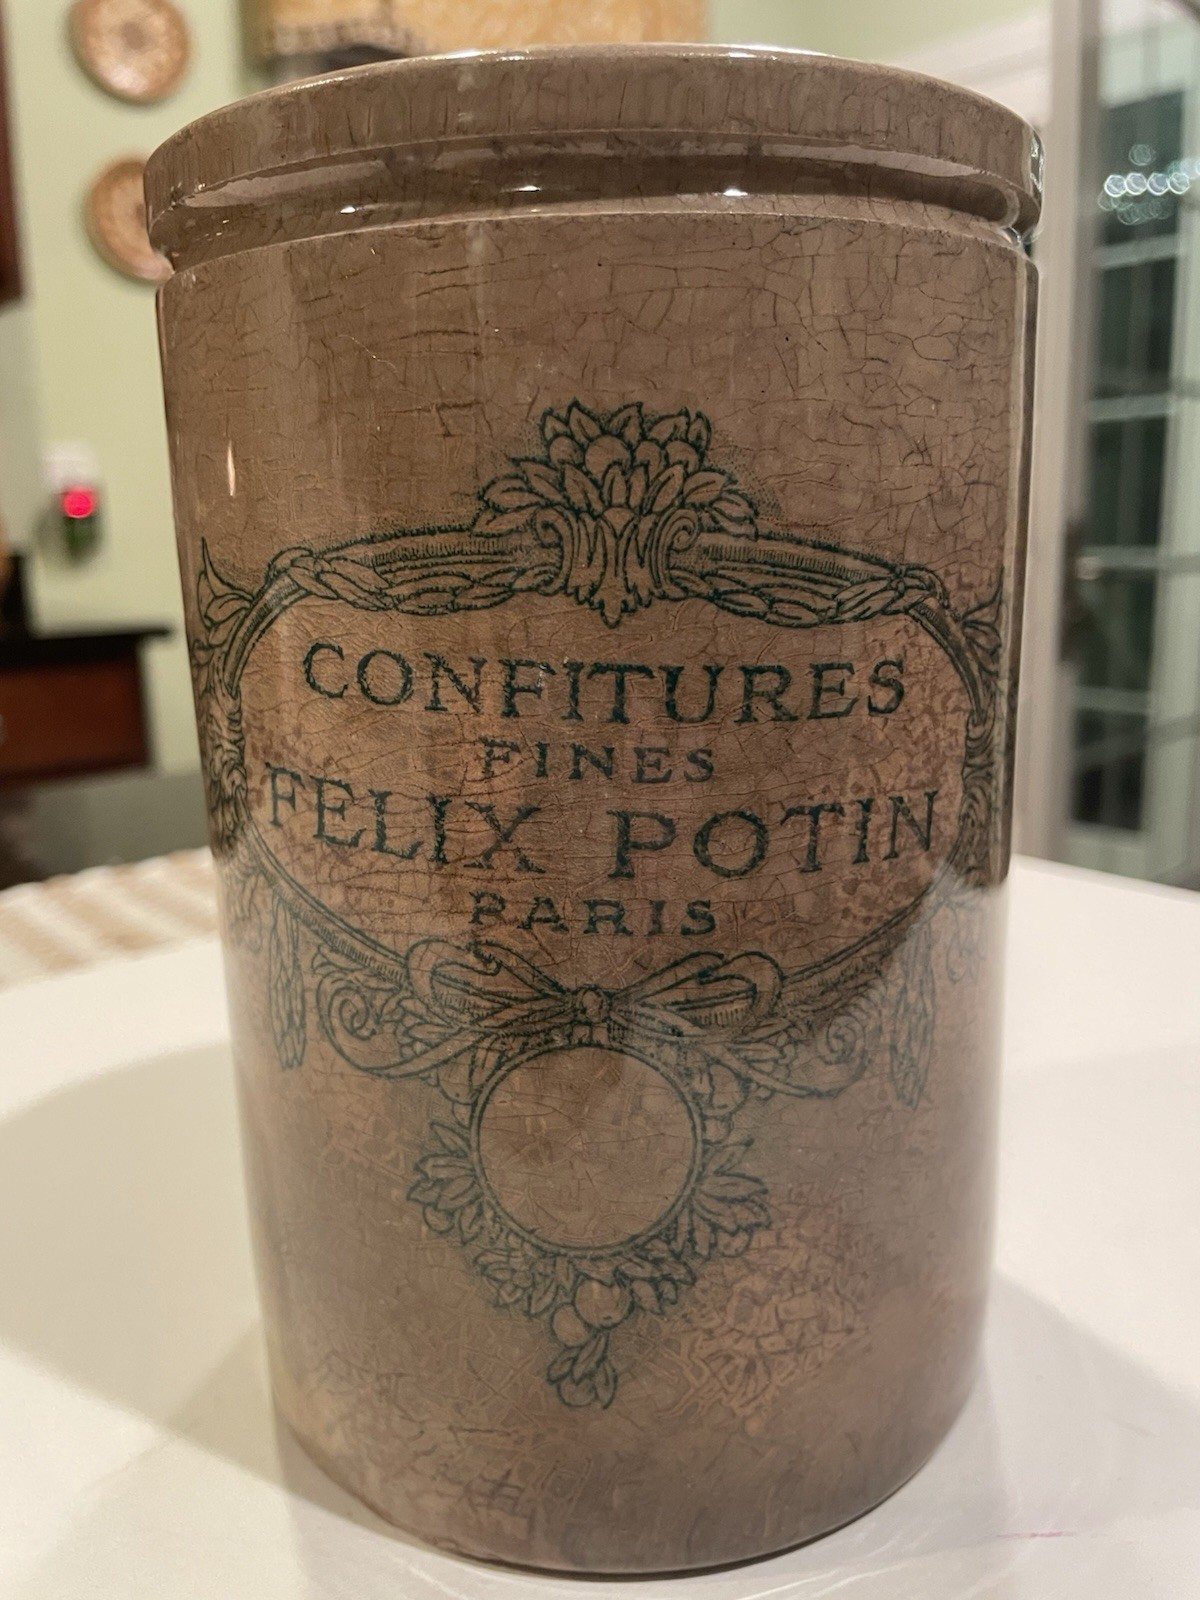 CONFITURES
FINES
FELIX POTIN
PARIS